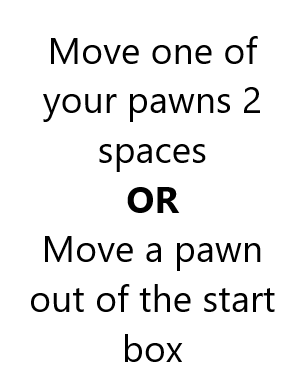 Move one of
your pawns 2
spaces
OR
Move a pawn
out of the start
box